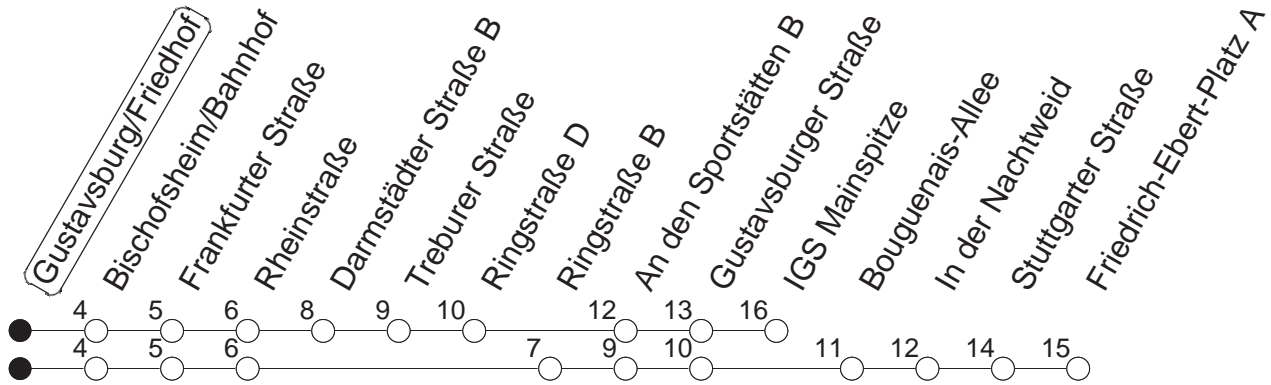 Gustavsburg/Friedhof
Bischofsheim/Bahnhof
Frankfurter Straße
Rheinstraße
Darmstädter Straße B
Treburer Straße
Ringstraße D
Ringstraße B
An den Sportstätten B
Gustavsburger Straße
IGS Mainspitze
Bouguenais-Allee
In der Nachtweid
Stuttgarter Straße
Friedrich-Ebert-Platz A
4 5 6 8 9 10 12 13 16
4 5 6 7 9 10 11 12 14 15